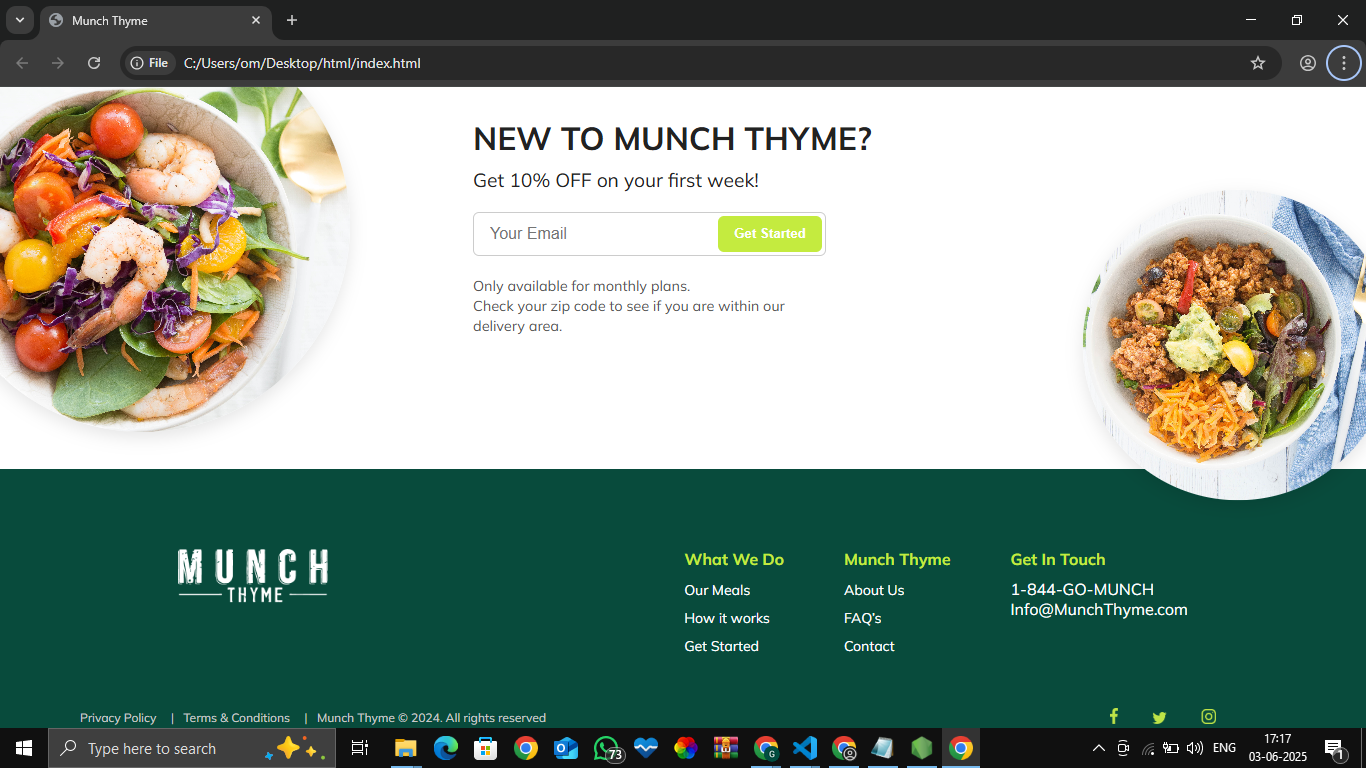 Munch Thyme
File
C:/Users/om/Desktop/html/index.html
NEW TO MUNCH THYME?
Get 10% OFF on your first week!
Your Email
Get Started
Only available for monthly plans.
Check your zip code to see if you are within our
delivery area.
MUNCH
THYME
What We Do
Our Meals
How it works
Get Started
Munch Thyme
About Us
FAQ's
Contact
Get In Touch
1-844-GO-MUNCH
Info@MunchThyme.com
Privacy Policy | Terms & Conditions | Munch Thyme © 2024. All rights reserved
Type here to search
73
G
ENG
17:17
03-06-2025
1